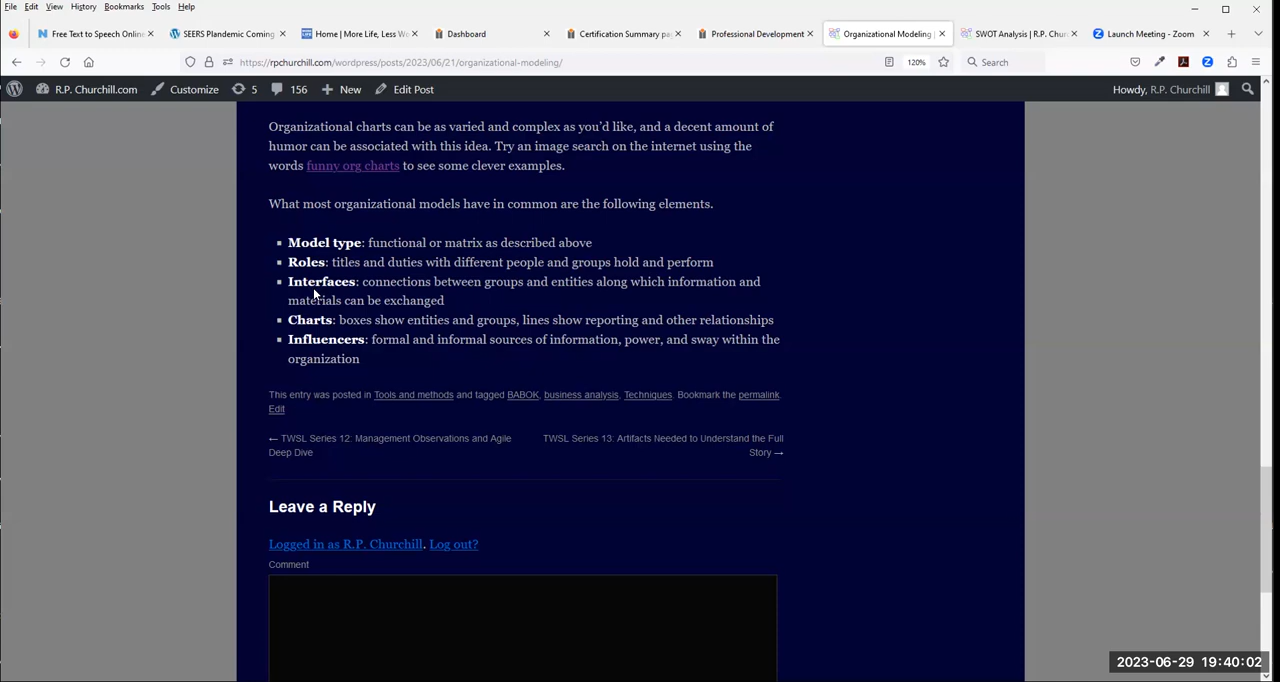 File Edit View History Bookmarks Tools Help
Free Text to Speech Online SEERS Plandemic Coming Home | More Life, Less Wo Dashboard Certification Summary pa Professional Development Organizational Modeling | SWOT Analysis | R.P. Churc Launch Meeting - Zoom
https://rpchurchill.com/wordpress/posts/2023/06/21/organizational-modeling/ 120% Search
R.P. Churchill.com Customize 5 156 New Edit Post Howdy, R.P. Churchill
Organizational charts can be as varied and complex as you'd like, and a decent amount of
humor can be associated with this idea. Try an image search on the internet using the
words funny org charts to see some clever examples.
What most organizational models have in common are the following elements.
Model type: functional or matrix as described above
Roles: titles and duties with different people and groups hold and perform
Interfaces: connections between groups and entities along which information and
materials can be exchanged
Charts: boxes show entities and groups, lines show reporting and other relationships
Influencers: formal and informal sources of information, power, and sway within the
organization
This entry was posted in Tools and methods and tagged BABOK, business analysis, Techniques. Bookmark the permalink.
Edit
← TWSL Series 12: Management Observations and Agile
Deep Dive
TWSL Series 13: Artifacts Needed to Understand the Full
Story →
Leave a Reply
Logged in as R.P. Churchill. Log out?
Comment
2023-06-29 19:40:02